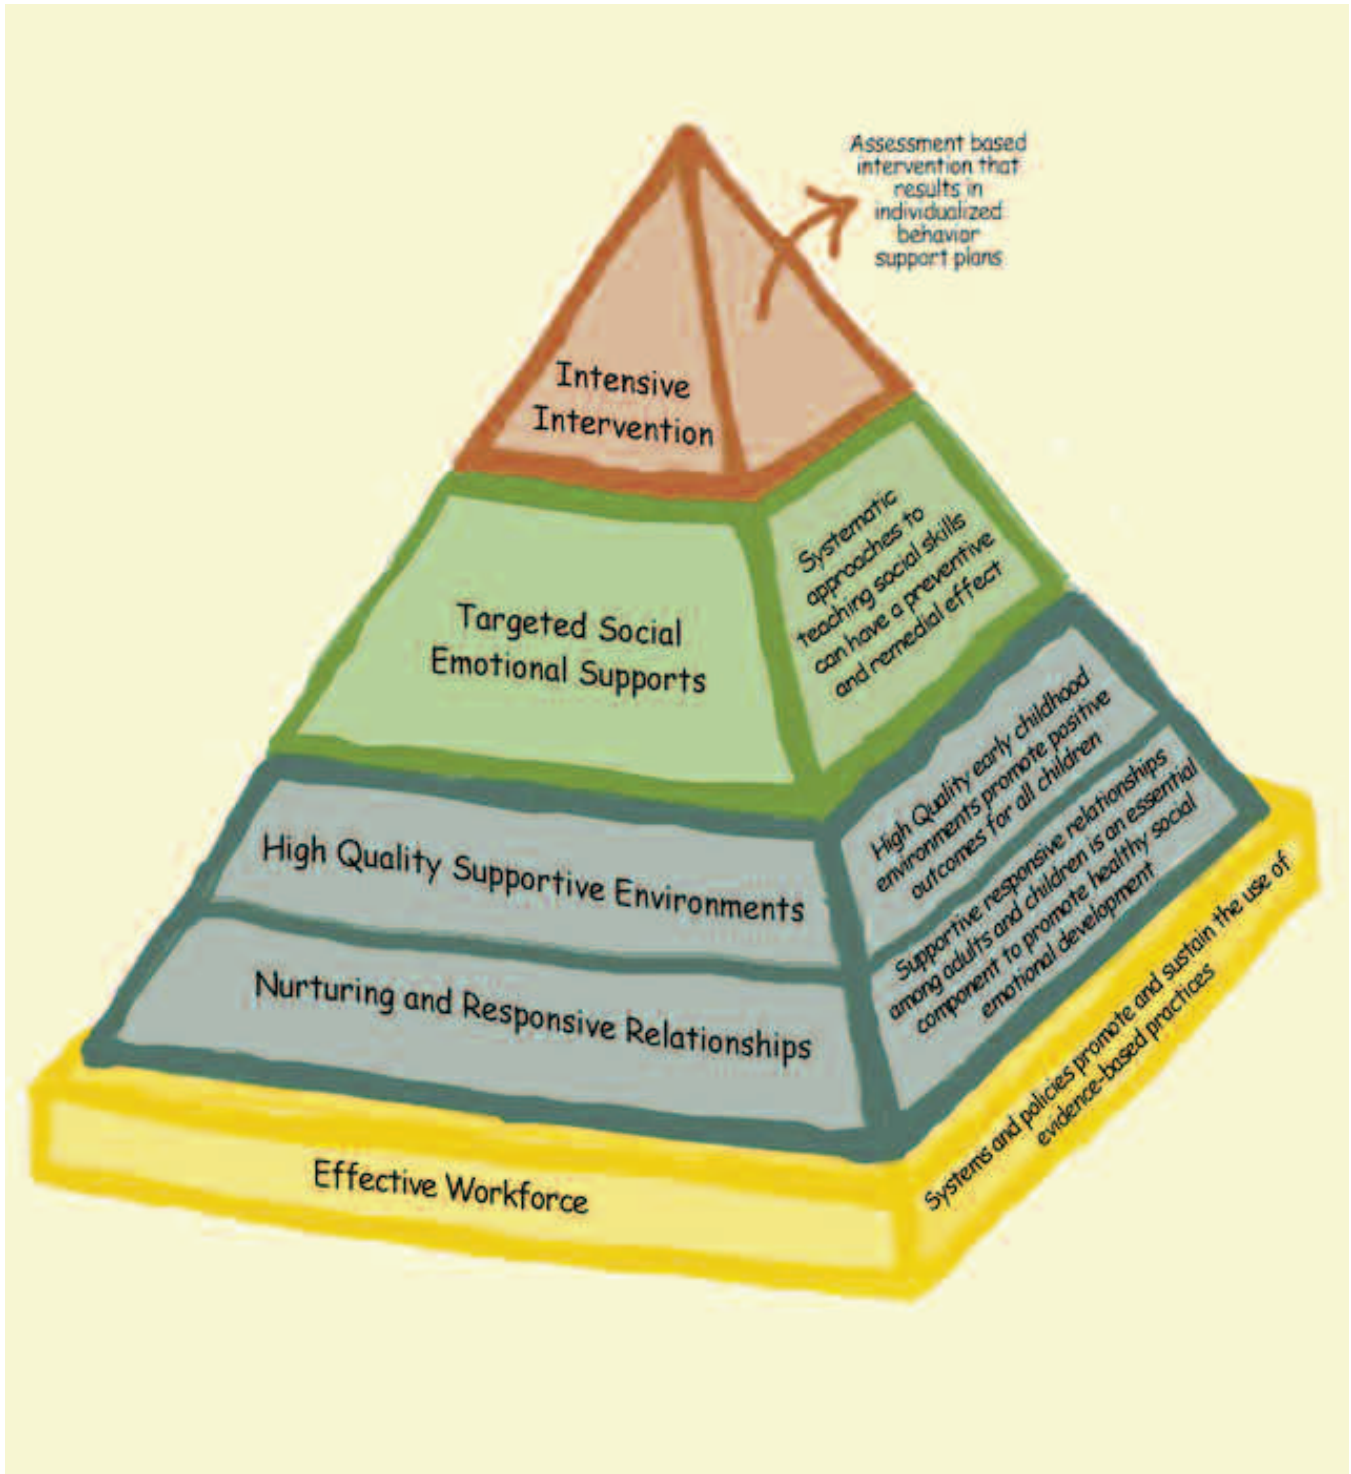 Assessment based
intervention that
results in
individualized
behavior
support plans
Intensive
Intervention
Systematic
approaches to
teaching social skills
can have a preventive
and remedial effect
Targeted Social
Emotional Supports
High Quality early childhood
environments promote positive
outcomes for all children
High Quality Supportive Environments
Supportive responsive relationships
among adults and children is an essential
component to promote healthy social
emotional development
Nurturing and Responsive Relationships
Systems and policies promote and sustain the use of
evidence-based practices
Effective Workforce